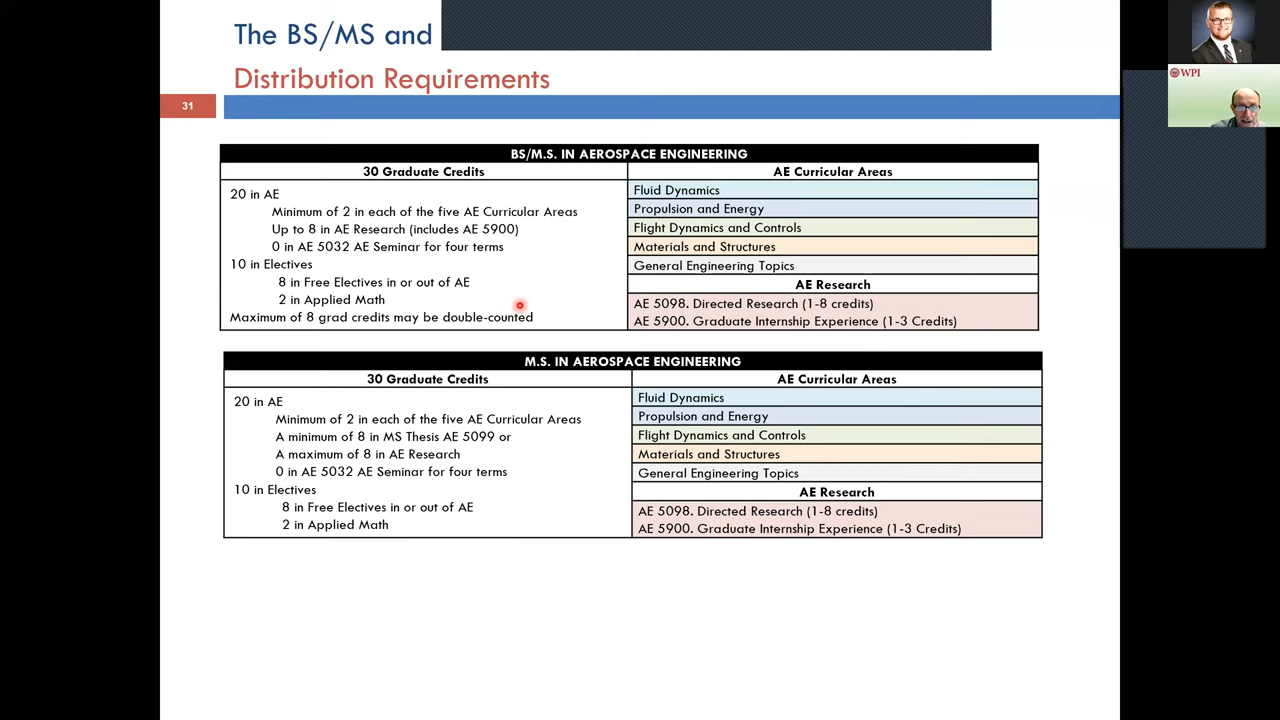 The BS/MS and
Distribution Requirements
31
WPI
BS/M.S. IN AEROSPACE ENGINEERING
30 Graduate Credits
20 in AE
Minimum of 2 in each of the five AE Curricular Areas
Up to 8 in AE Research (includes AE 5900)
0 in AE 5032 AE Seminar for four terms
10 in Electives
8 in Free Electives in or out of AE
2 in Applied Math
Maximum of 8 grad credits may be double-counted
AE Curricular Areas
Fluid Dynamics
Propulsion and Energy
Flight Dynamics and Controls
Materials and Structures
General Engineering Topics
AE Research
AE 5098. Directed Research (1-8 credits)
AE 5900. Graduate Internship Experience (1-3 Credits)
M.S. IN AEROSPACE ENGINEERING
30 Graduate Credits
20 in AE
Minimum of 2 in each of the five AE Curricular Areas
A minimum of 8 in MS Thesis AE 5099 or
A maximum of 8 in AE Research
0 in AE 5032 AE Seminar for four terms
10 in Electives
8 in Free Electives in or out of AE
2 in Applied Math
AE Curricular Areas
Fluid Dynamics
Propulsion and Energy
Flight Dynamics and Controls
Materials and Structures
General Engineering Topics
AE Research
AE 5098. Directed Research (1-8 credits)
AE 5900. Graduate Internship Experience (1-3 Credits)